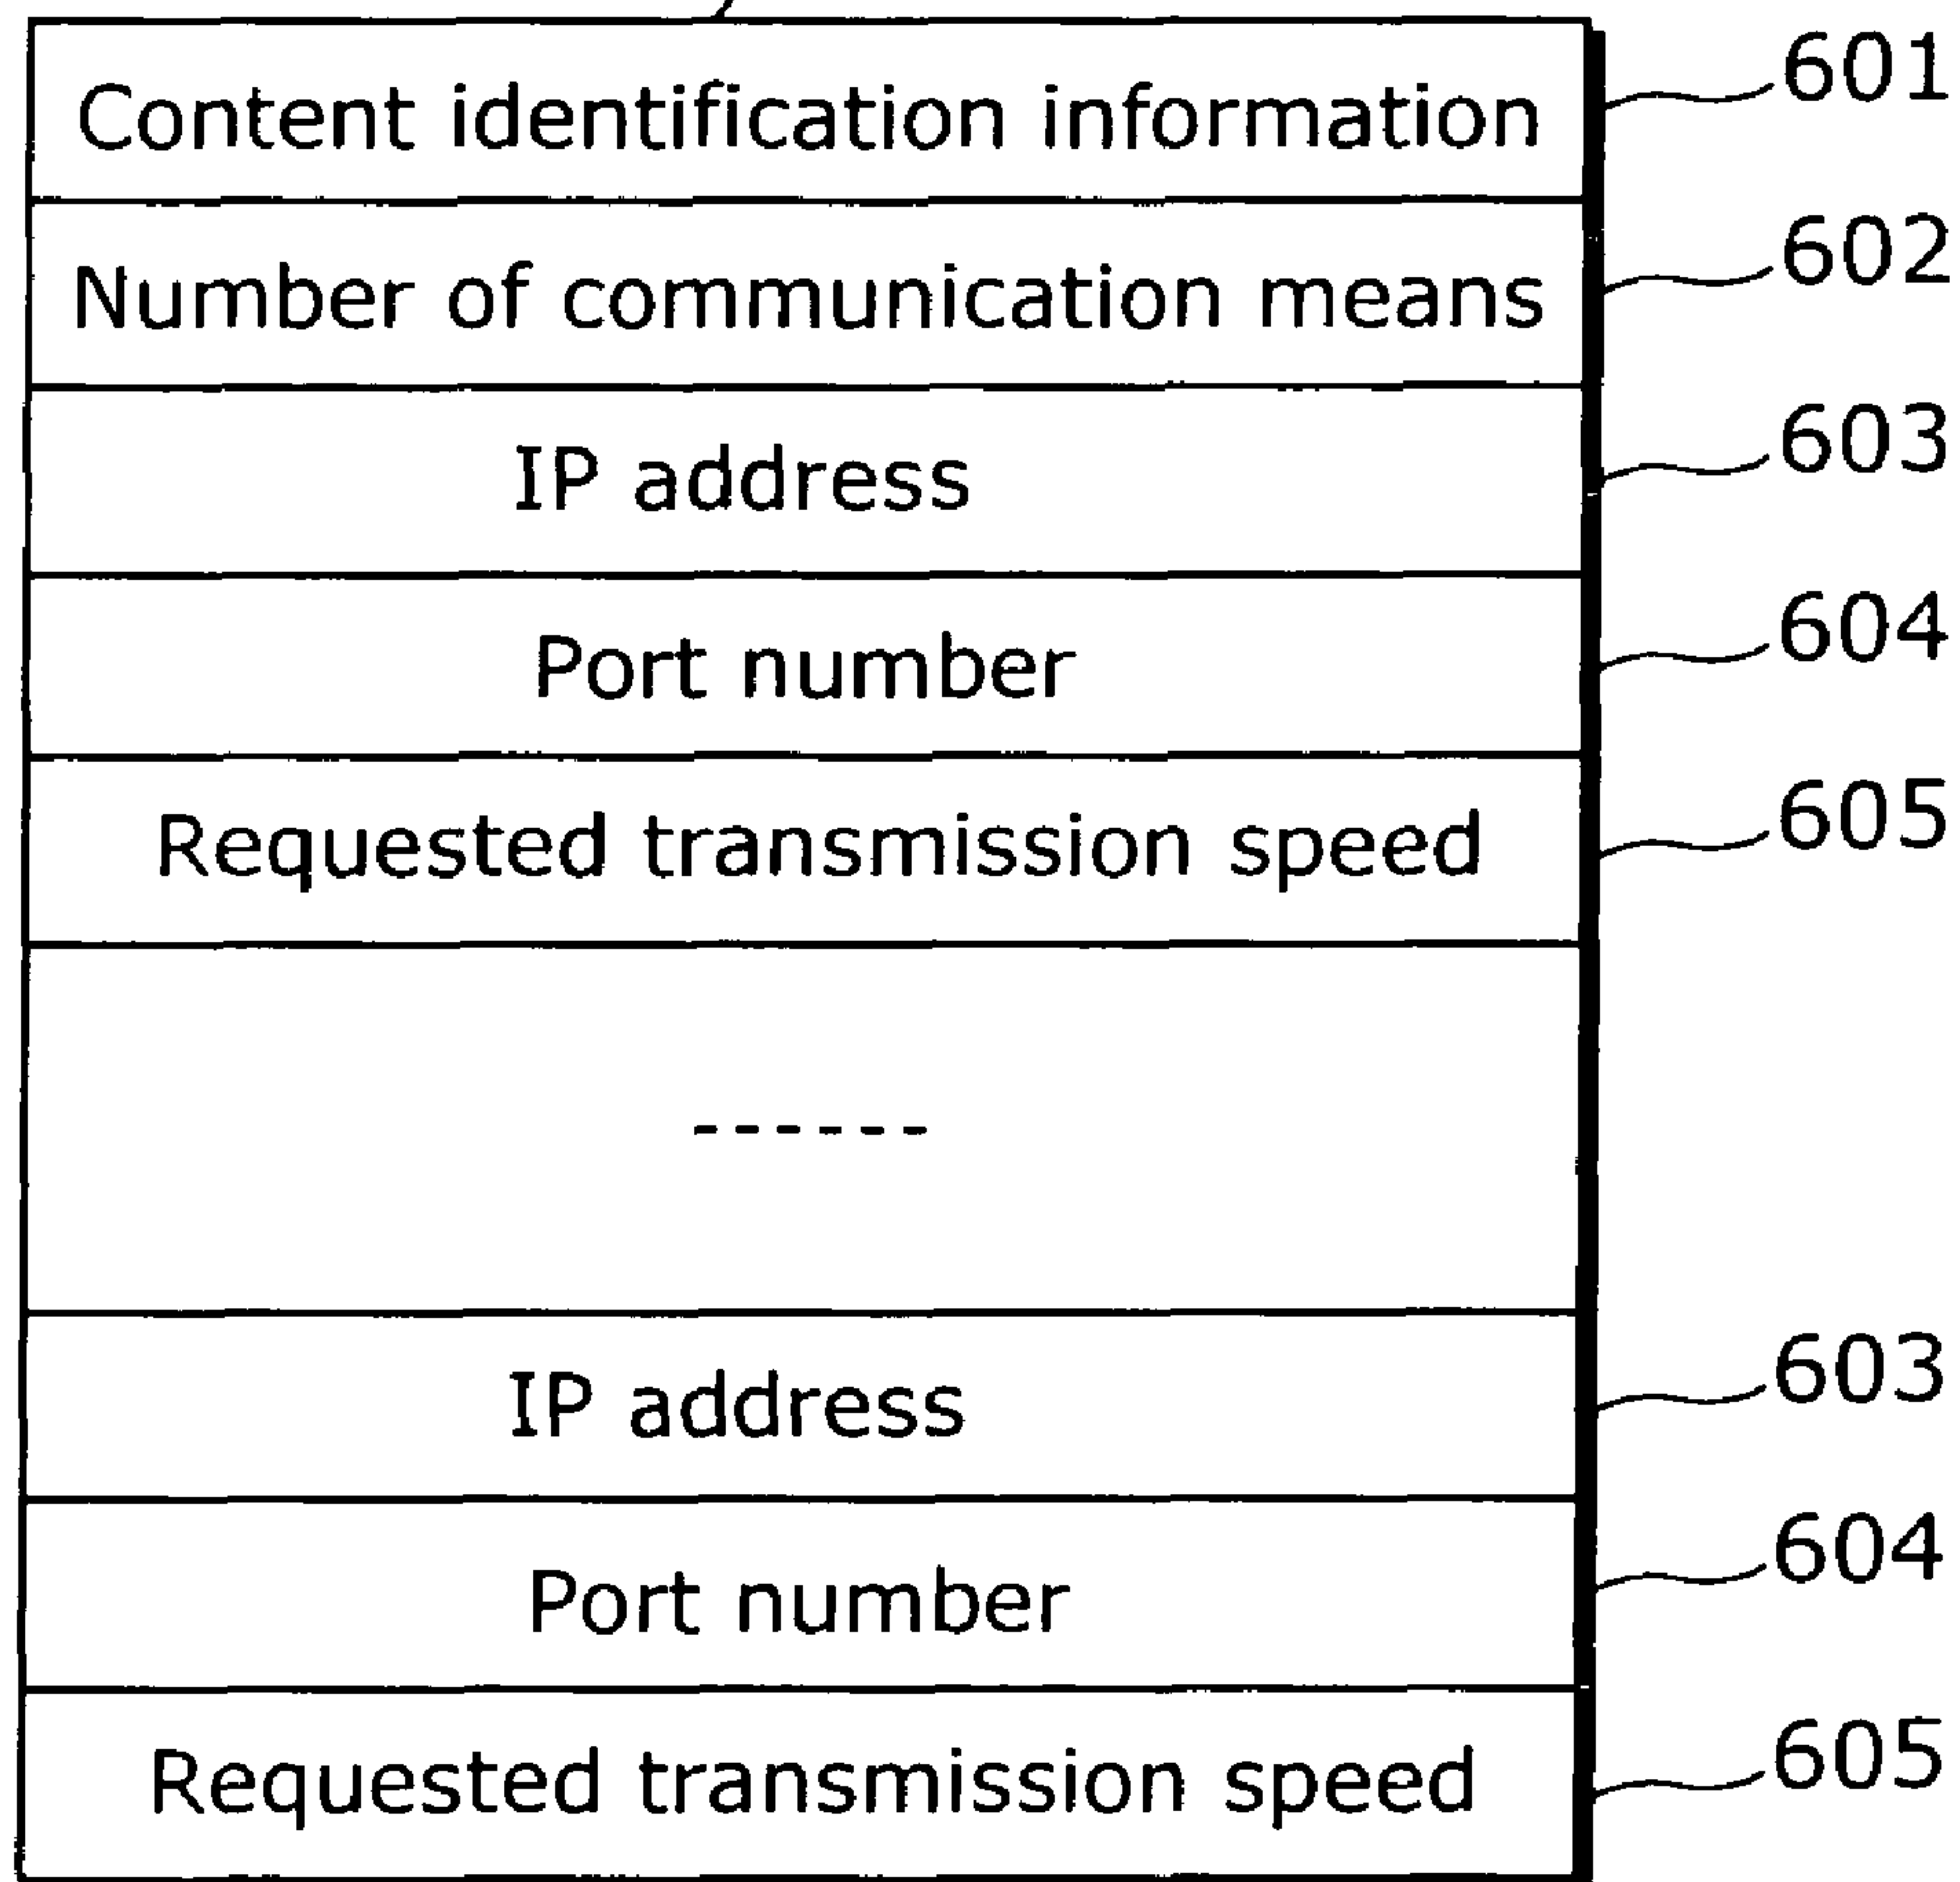 Content identification information 601
Number of communication means 602
IP address 603
Port number 604
Requested transmission speed 605
------
IP address 603
Port number 604
Requested transmission speed 605